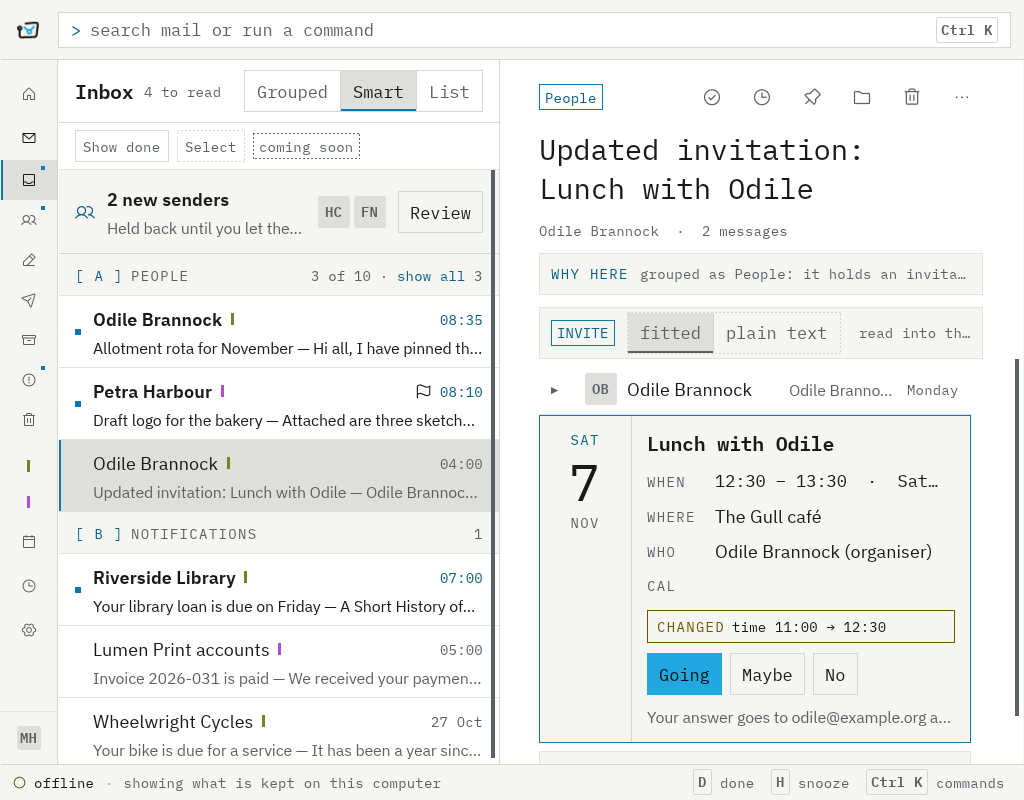 > search mail or run a command Ctrl K
Inbox 4 to read Grouped Smart List
Show done Select coming soon
2 new senders
Held back until you let the… HC FN Review
[ A ] PEOPLE 3 of 10 · show all 3
Odile Brannock 08:35
Allotment rota for November — Hi all, I have pinned th…
Petra Harbour 08:10
Draft logo for the bakery — Attached are three sketch…
Odile Brannock 04:00
Updated invitation: Lunch with Odile — Odile Brannoc…
[ B ] NOTIFICATIONS 1
Riverside Library 07:00
Your library loan is due on Friday — A Short History of…
Lumen Print accounts 05:00
Invoice 2026-031 is paid — We received your paymen…
Wheelwright Cycles 27 Oct
Your bike is due for a service — It has been a year sinc…
MH
People
Updated invitation:
Lunch with Odile
Odile Brannock · 2 messages
WHY HERE grouped as People: it holds an invita…
INVITE fitted plain text read into th…
▸ OB Odile Brannock Odile Branno… Monday
SAT
7
NOV
Lunch with Odile
WHEN 12:30 – 13:30 · Sat…
WHERE The Gull café
WHO Odile Brannock (organiser)
CAL
CHANGED time 11:00 → 12:30
Going Maybe No
Your answer goes to odile@example.org a…
offline · showing what is kept on this computer D done H snooze Ctrl K commands